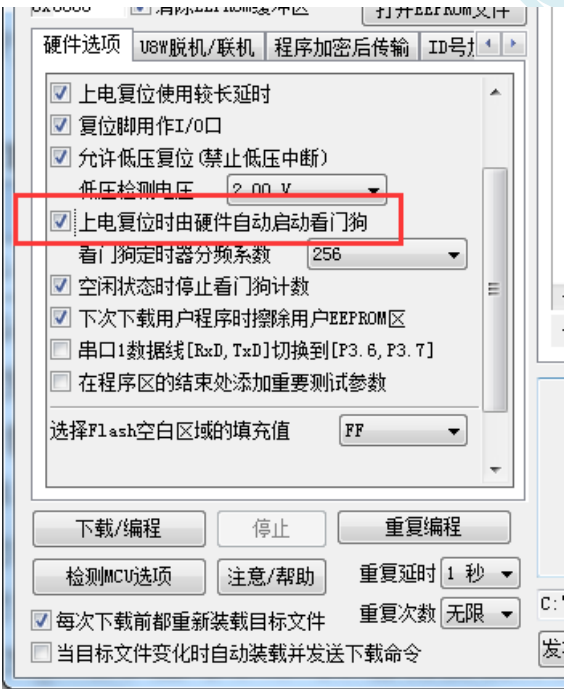 打开EEPROM文件
硬件选项 U8W脱机/联机 程序加密后传输 ID号
上电复位使用较长延时
复位脚用作I/O口
允许低压复位(禁止低压中断)
低压检测电压 2.00 V
上电复位时由硬件自动启动看门狗
看门狗定时器分频系数 256
空闲状态时停止看门狗计数
下次下载用户程序时擦除用户EEPROM区
串口1数据线[RxD,TxD]切换到[P3.6,P3.7]
在程序区的结束处添加重要测试参数
选择Flash空白区域的填充值 FF
下载/编程 停止 重复编程
检测MCU选项 注意/帮助 重复延时 1 秒
每次下载前都重新装载目标文件 重复次数 无限
C:
当目标文件变化时自动装载并发送下载命令